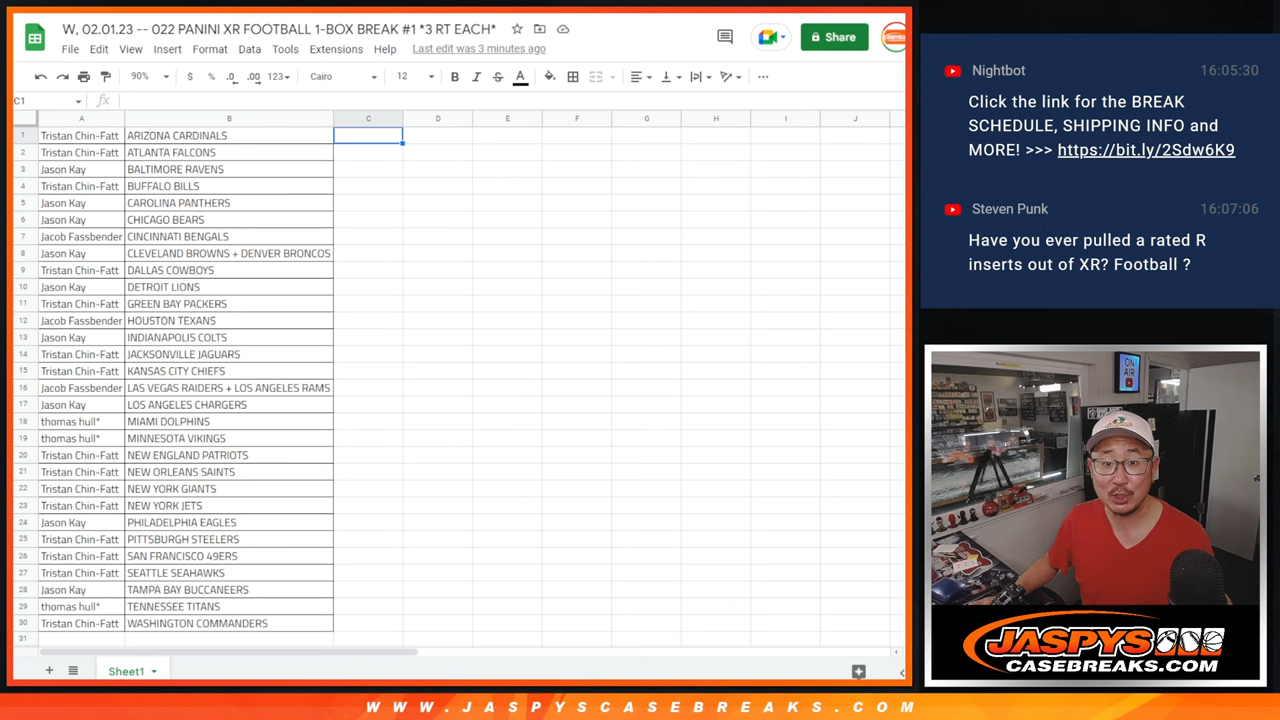 W, 02.01.23 -- 022 PANINI XR FOOTBALL 1-BOX BREAK #1 *3 RT EACH*
File Edit View Insert Format Data Tools Extensions Help Last edit was 3 minutes ago
Share
90% $ % .0 .00 123 Cairo 12 B I S A
C1 fx
A B C D E F G H I J
1 Tristan Chin-Fatt ARIZONA CARDINALS
2 Tristan Chin-Fatt ATLANTA FALCONS
3 Jason Kay BALTIMORE RAVENS
4 Tristan Chin-Fatt BUFFALO BILLS
5 Jason Kay CAROLINA PANTHERS
6 Jason Kay CHICAGO BEARS
7 Jacob Fassbender CINCINNATI BENGALS
8 Jason Kay CLEVELAND BROWNS + DENVER BRONCOS
9 Tristan Chin-Fatt DALLAS COWBOYS
10 Jason Kay DETROIT LIONS
11 Tristan Chin-Fatt GREEN BAY PACKERS
12 Jacob Fassbender HOUSTON TEXANS
13 Jason Kay INDIANAPOLIS COLTS
14 Tristan Chin-Fatt JACKSONVILLE JAGUARS
15 Tristan Chin-Fatt KANSAS CITY CHIEFS
16 Jacob Fassbender LAS VEGAS RAIDERS + LOS ANGELES RAMS
17 Jason Kay LOS ANGELES CHARGERS
18 thomas hull* MIAMI DOLPHINS
19 thomas hull* MINNESOTA VIKINGS
20 Tristan Chin-Fatt NEW ENGLAND PATRIOTS
21 Tristan Chin-Fatt NEW ORLEANS SAINTS
22 Tristan Chin-Fatt NEW YORK GIANTS
23 Tristan Chin-Fatt NEW YORK JETS
24 Jason Kay PHILADELPHIA EAGLES
25 Tristan Chin-Fatt PITTSBURGH STEELERS
26 Tristan Chin-Fatt SAN FRANCISCO 49ERS
27 Tristan Chin-Fatt SEATTLE SEAHAWKS
28 Jason Kay TAMPA BAY BUCCANEERS
29 thomas hull* TENNESSEE TITANS
30 Tristan Chin-Fatt WASHINGTON COMMANDERS
31
Sheet1
Nightbot 16:05:30
Click the link for the BREAK
SCHEDULE, SHIPPING INFO and
MORE! >>> https://bit.ly/2Sdw6K9
Steven Punk 16:07:06
Have you ever pulled a rated R
inserts out of XR? Football ?
ON
AIR
JASPYS
CASEBREAKS.COM
WWW.JASPYSCASEBREAKS.COM